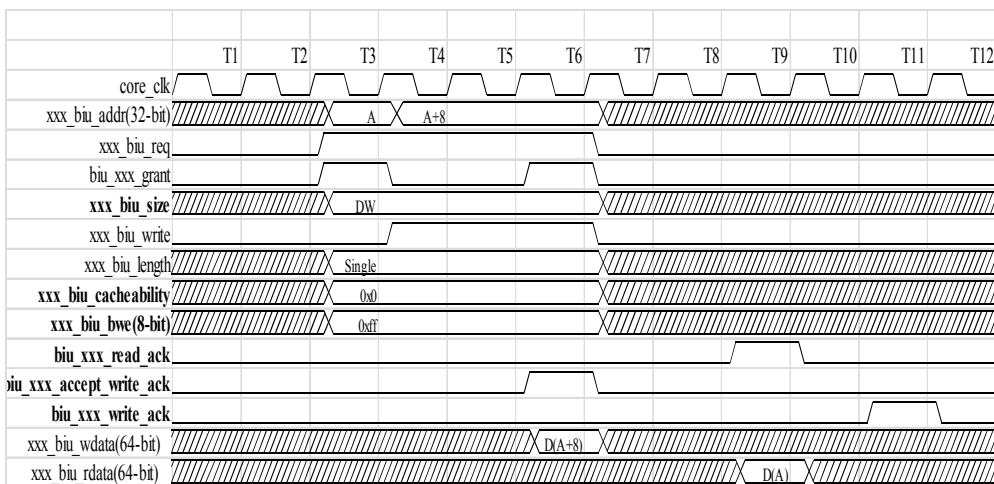 T1 T2 T3 T4 T5 T6 T7 T8 T9 T10 T11 T12
core_clk
xxx_biu_addr(32-bit) A A+8
xxx_biu_req
biu_xxx_grant
xxx_biu_size DW
xxx_biu_write
xxx_biu_length Single
xxx_biu_cacheability 0x0
xxx_biu_bwe(8-bit) 0xff
biu_xxx_read_ack
biu_xxx_accept_write_ack
biu_xxx_write_ack
xxx_biu_wdata(64-bit) D(A+8)
xxx_biu_rdata(64-bit) D(A)